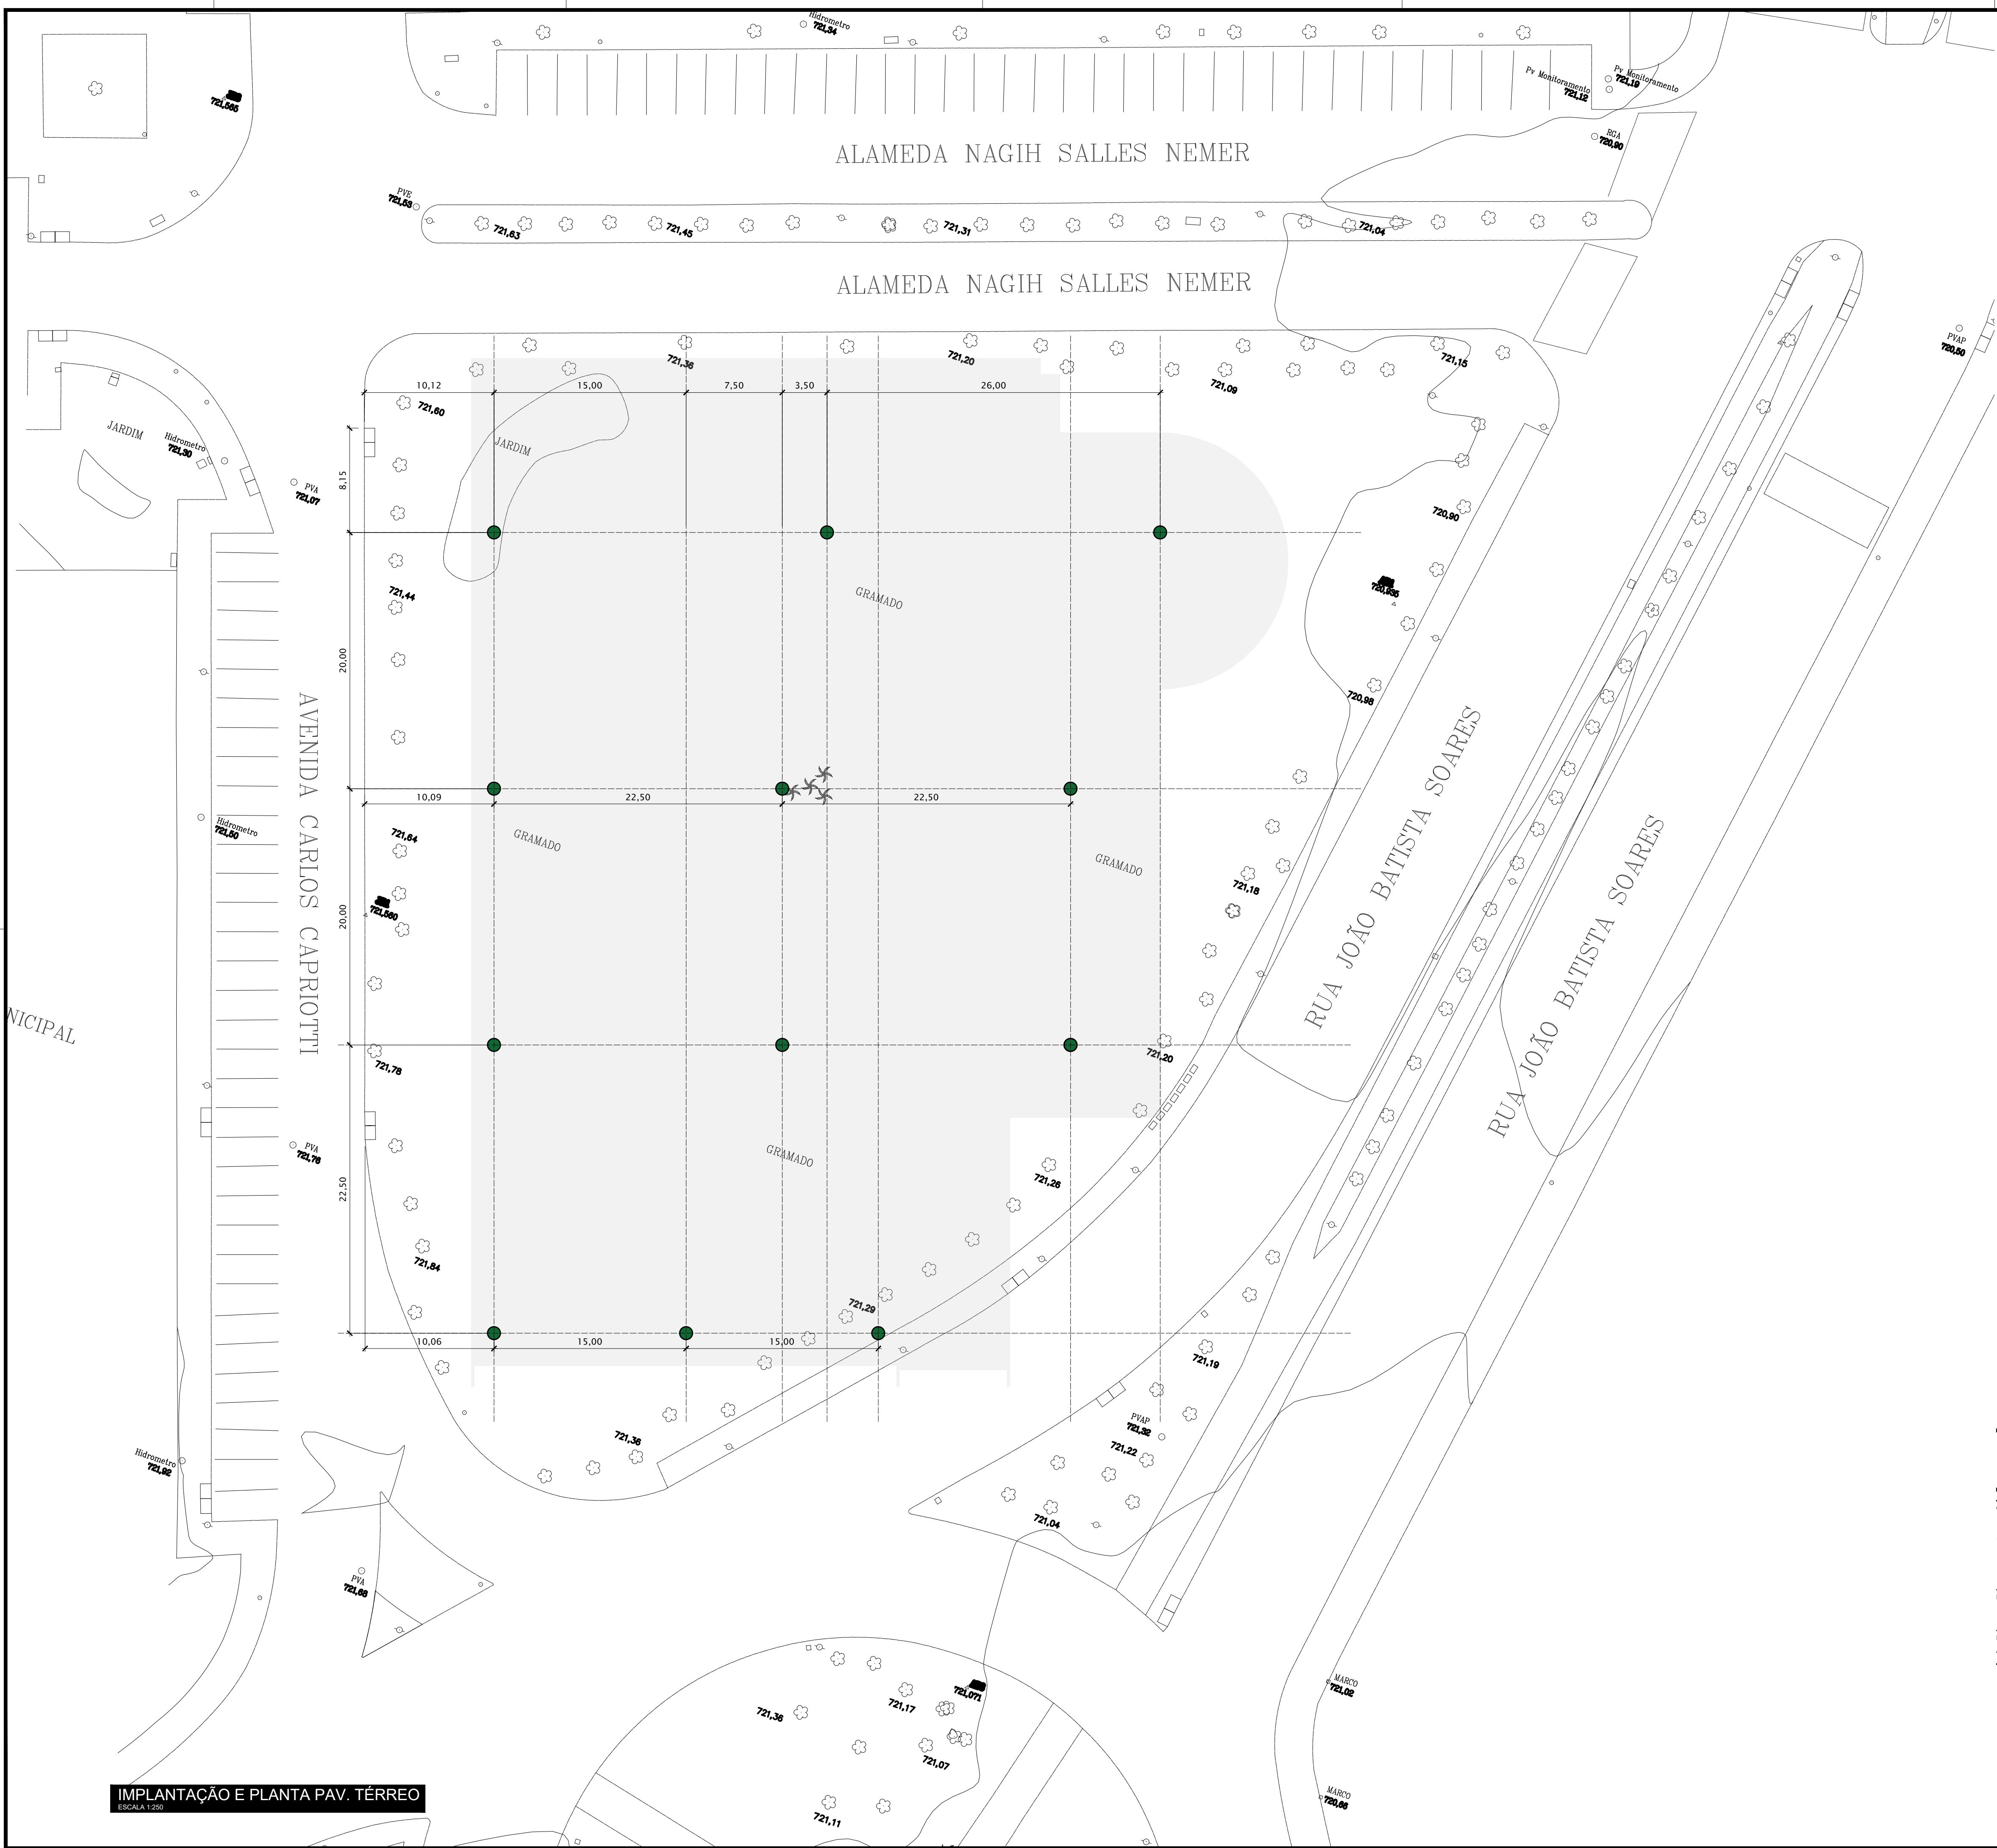 Hidrometro
721,34
721,565
Pv Monitoramento
721,19
Pv Monitoramento
721,12
RGA
720,90
ALAMEDA NAGIH SALLES NEMER
PVE
721,53
721,63
721,45
721,31
721,04
ALAMEDA NAGIH SALLES NEMER
PVAP
720,50
721,36
721,20
721,15
721,09
10,12
15,00
7,50
3,50
26,00
721,60
JARDIM
Hidrometro
721,30
JARDIM
8,15
PVA
721,07
720,90
721,44
GRAMADO
720,935
20,00
720,98
AVENIDA CARLOS CAPRIOTTI
RUA JOÃO BATISTA SOARES
10,09
22,50
22,50
Hidrometro
721,50
721,64
GRAMADO
GRAMADO
RUA JOÃO BATISTA SOARES
721,18
721,560
20,00
NICIPAL
721,78
721,20
PVA
721,76
GRAMADO
721,26
22,50
721,84
721,29
10,06
15,00
15,00
721,19
PVAP
721,32
721,36
721,22
Hidrometro
721,92
721,04
PVA
721,68
721,071
721,17
721,36
MARCO
721,02
721,07
MARCO
720,66
721,11
IMPLANTAÇÃO E PLANTA PAV. TÉRREO
ESCALA 1:250